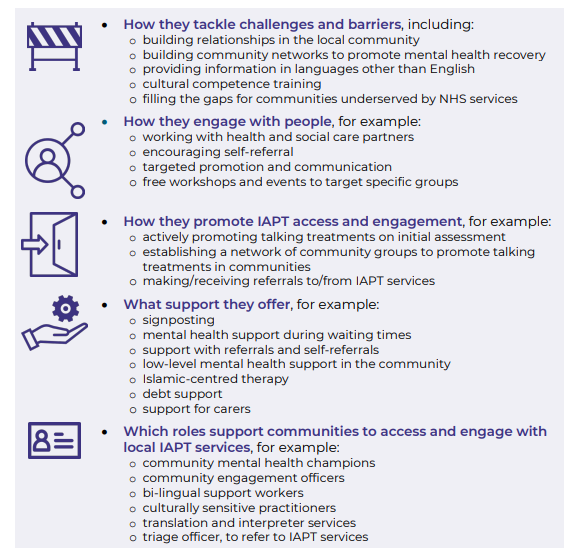 • How they tackle challenges and barriers, including:
o building relationships in the local community
o building community networks to promote mental health recovery
o providing information in languages other than English
o cultural competence training
o filling the gaps for communities underserved by NHS services
• How they engage with people, for example:
o working with health and social care partners
o encouraging self-referral
o targeted promotion and communication
o free workshops and events to target specific groups
• How they promote IAPT access and engagement, for example:
o actively promoting talking treatments on initial assessment
o establishing a network of community groups to promote talking
treatments in communities
o making/receiving referrals to/from IAPT services
• What support they offer, for example:
o signposting
o mental health support during waiting times
o support with referrals and self-referrals
o low-level mental health support in the community
o Islamic-centred therapy
o debt support
o support for carers
• Which roles support communities to access and engage with
local IAPT services, for example:
o community mental health champions
o community engagement officers
o bi-lingual support workers
o culturally sensitive practitioners
o translation and interpreter services
o triage officer, to refer to IAPT services